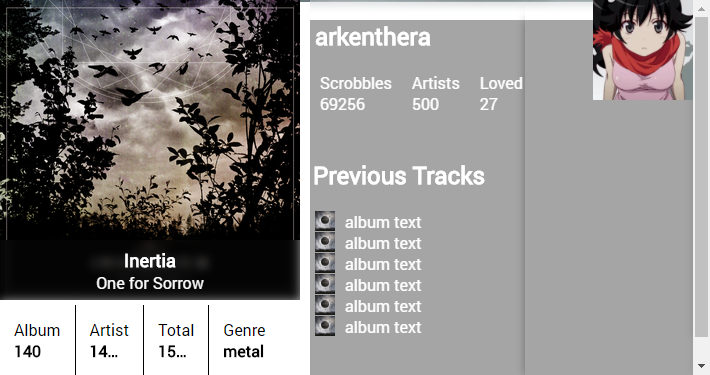 Inertia
One for Sorrow
Album
140
Artist
14...
Total
15...
Genre
metal
arkenthera
Scrobbles Artists Loved
69256 500 27
Previous Tracks
album text
album text
album text
album text
album text
album text